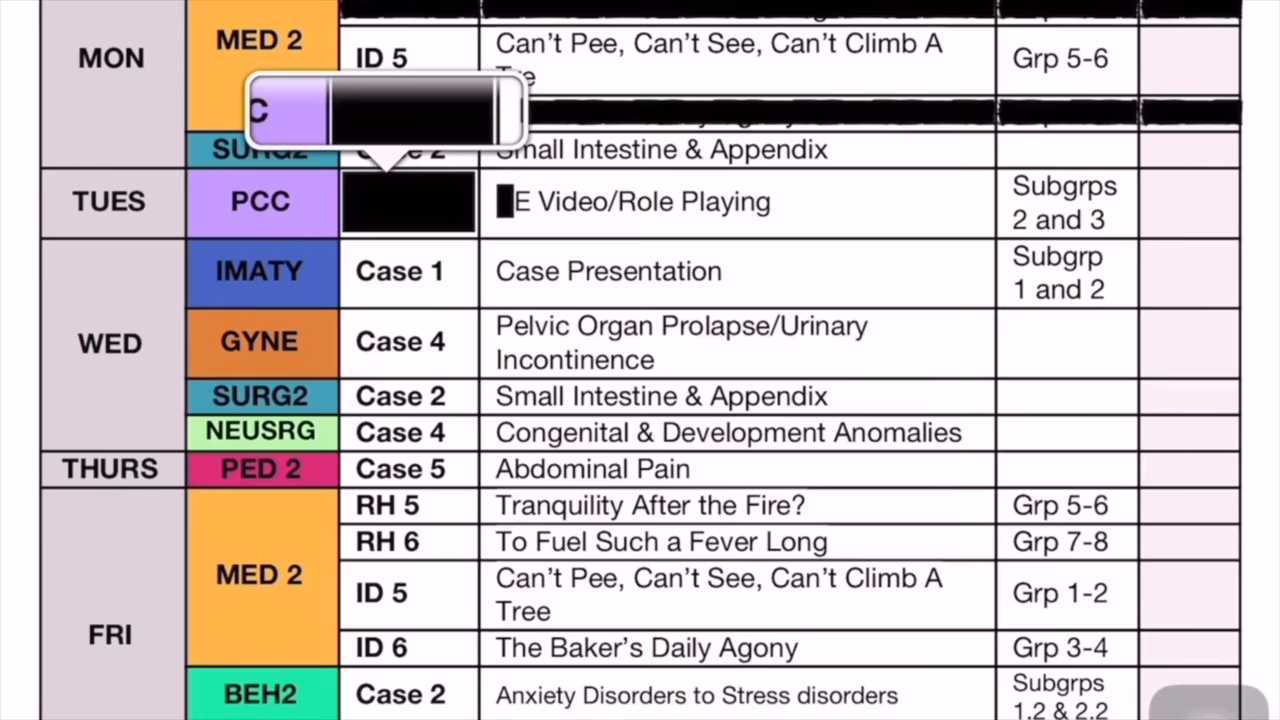 MON
MED 2
ID 5
Can't Pee, Can't See, Can't Climb A
Grp 5-6
C
SURG2
Case 2
Small Intestine & Appendix
TUES
PCC
E Video/Role Playing
Subgrps
2 and 3
WED
IMATY
Case 1
Case Presentation
Subgrp
1 and 2
GYNE
Case 4
Pelvic Organ Prolapse/Urinary
Incontinence
SURG2
Case 2
Small Intestine & Appendix
NEUSRG
Case 4
Congenital & Development Anomalies
THURS
PED 2
Case 5
Abdominal Pain
FRI
MED 2
RH 5
Tranquility After the Fire?
Grp 5-6
RH 6
To Fuel Such a Fever Long
Grp 7-8
ID 5
Can't Pee, Can't See, Can't Climb A
Tree
Grp 1-2
ID 6
The Baker's Daily Agony
Grp 3-4
BEH2
Case 2
Anxiety Disorders to Stress disorders
Subgrps
1.2 & 2.2